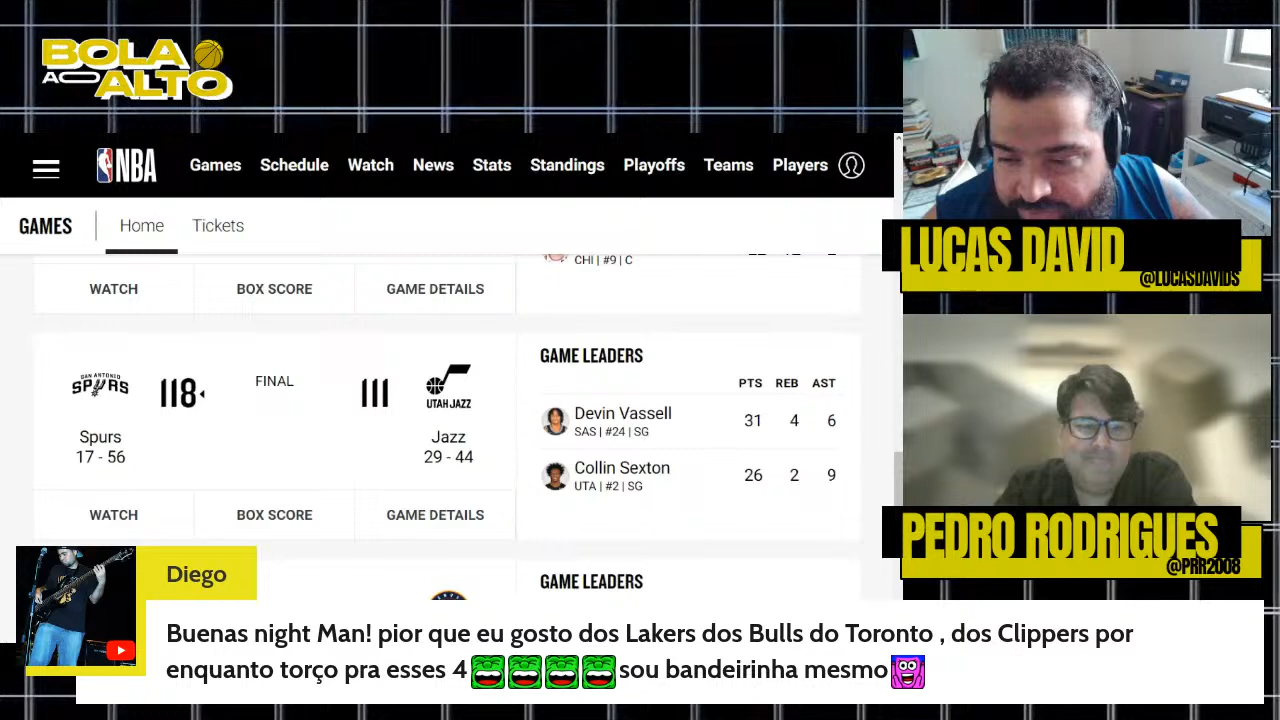 BOLA
AO
ALTO
NBA
Games Schedule Watch News Stats Standings Playoffs Teams Players
GAMES Home Tickets
CHI | #9 | C
WATCH BOX SCORE GAME DETAILS
SAN ANTONIO
SPURS
118
FINAL
111
UTAH JAZZ
Spurs
17 - 56
Jazz
29 - 44
GAME LEADERS
PTS REB AST
Devin Vassell
SAS | #24 | SG
31 4 6
Collin Sexton
UTA | #2 | SG
26 2 9
WATCH BOX SCORE GAME DETAILS
GAME LEADERS
LUCAS DAVID
@LUCASDAVIDS
PEDRO RODRIGUES
@PRR2008
Diego
Buenas night Man! pior que eu gosto dos Lakers dos Bulls do Toronto , dos Clippers por
enquanto torço pra esses 4 sou bandeirinha mesmo